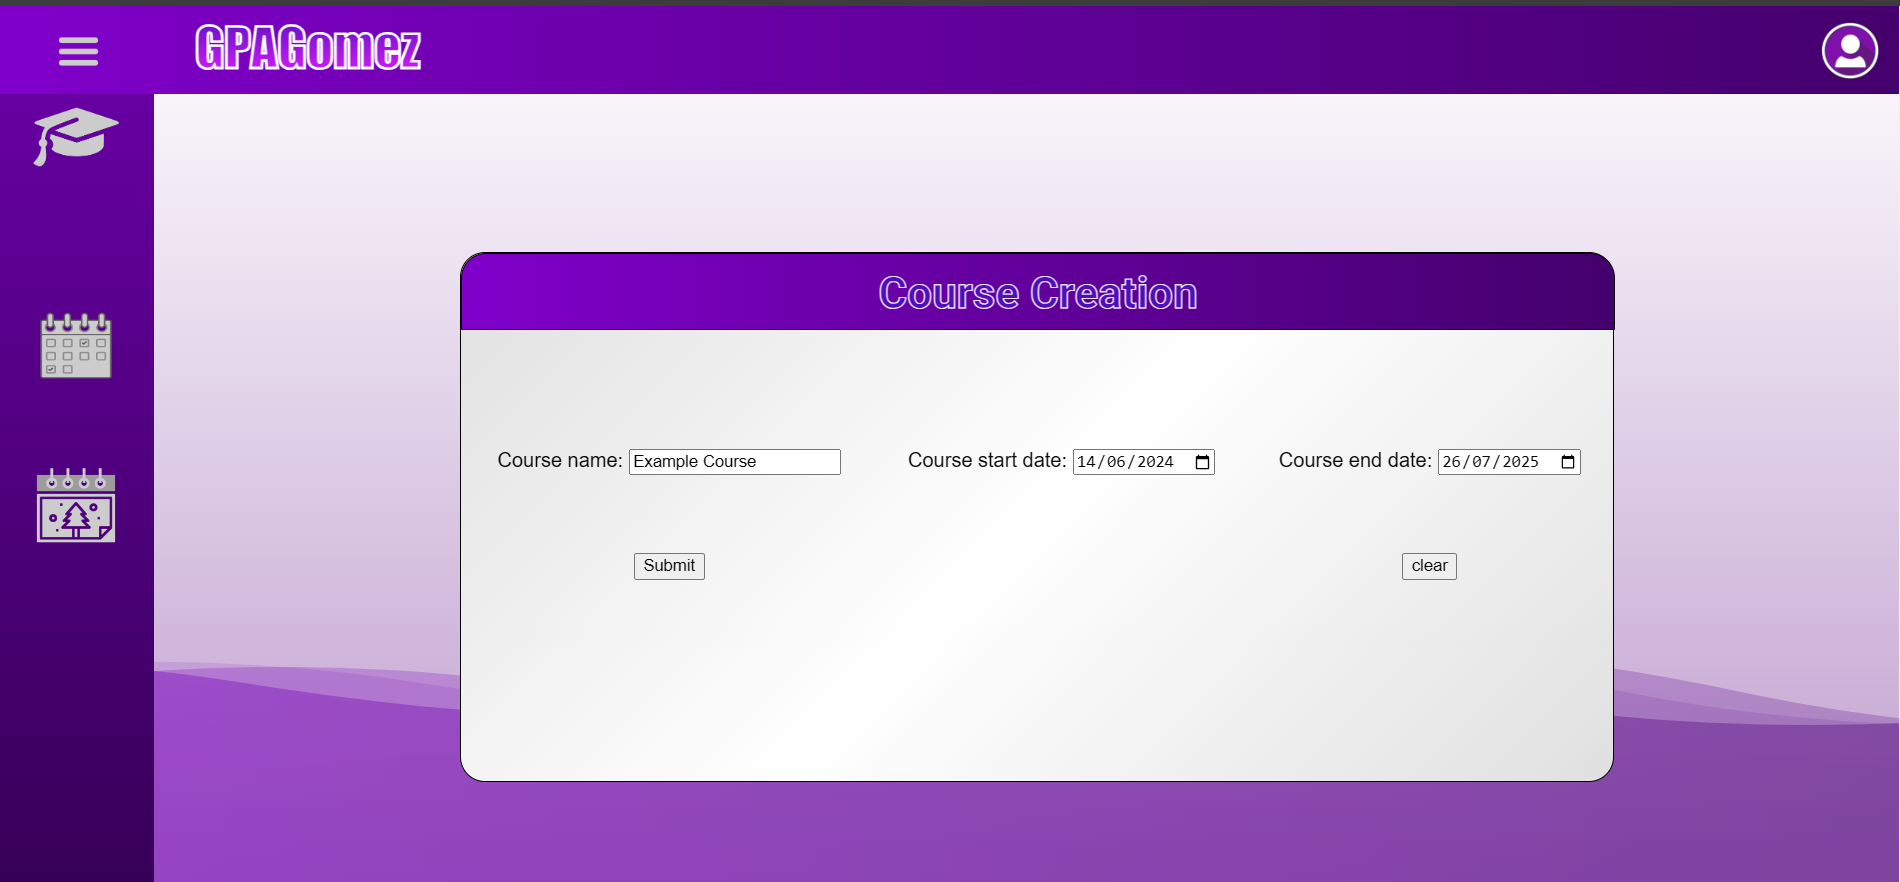 GPAGomez
Course Creation
Course name: Example Course Course start date: 14/06/2024 Course end date: 26/07/2025
Submit clear